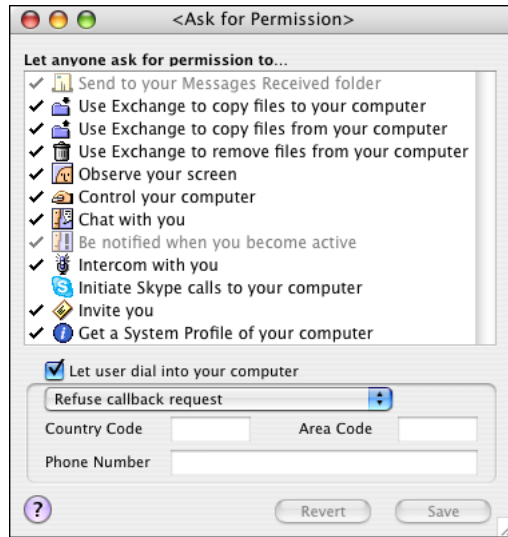 <Ask for Permission>
Let anyone ask for permission to...
Send to your Messages Received folder
Use Exchange to copy files to your computer
Use Exchange to copy files from your computer
Use Exchange to remove files from your computer
Observe your screen
Control your computer
Chat with you
Be notified when you become active
Intercom with you
Initiate Skype calls to your computer
Invite you
Get a System Profile of your computer
Let user dial into your computer
Refuse callback request
Country Code Area Code
Phone Number
? Revert Save